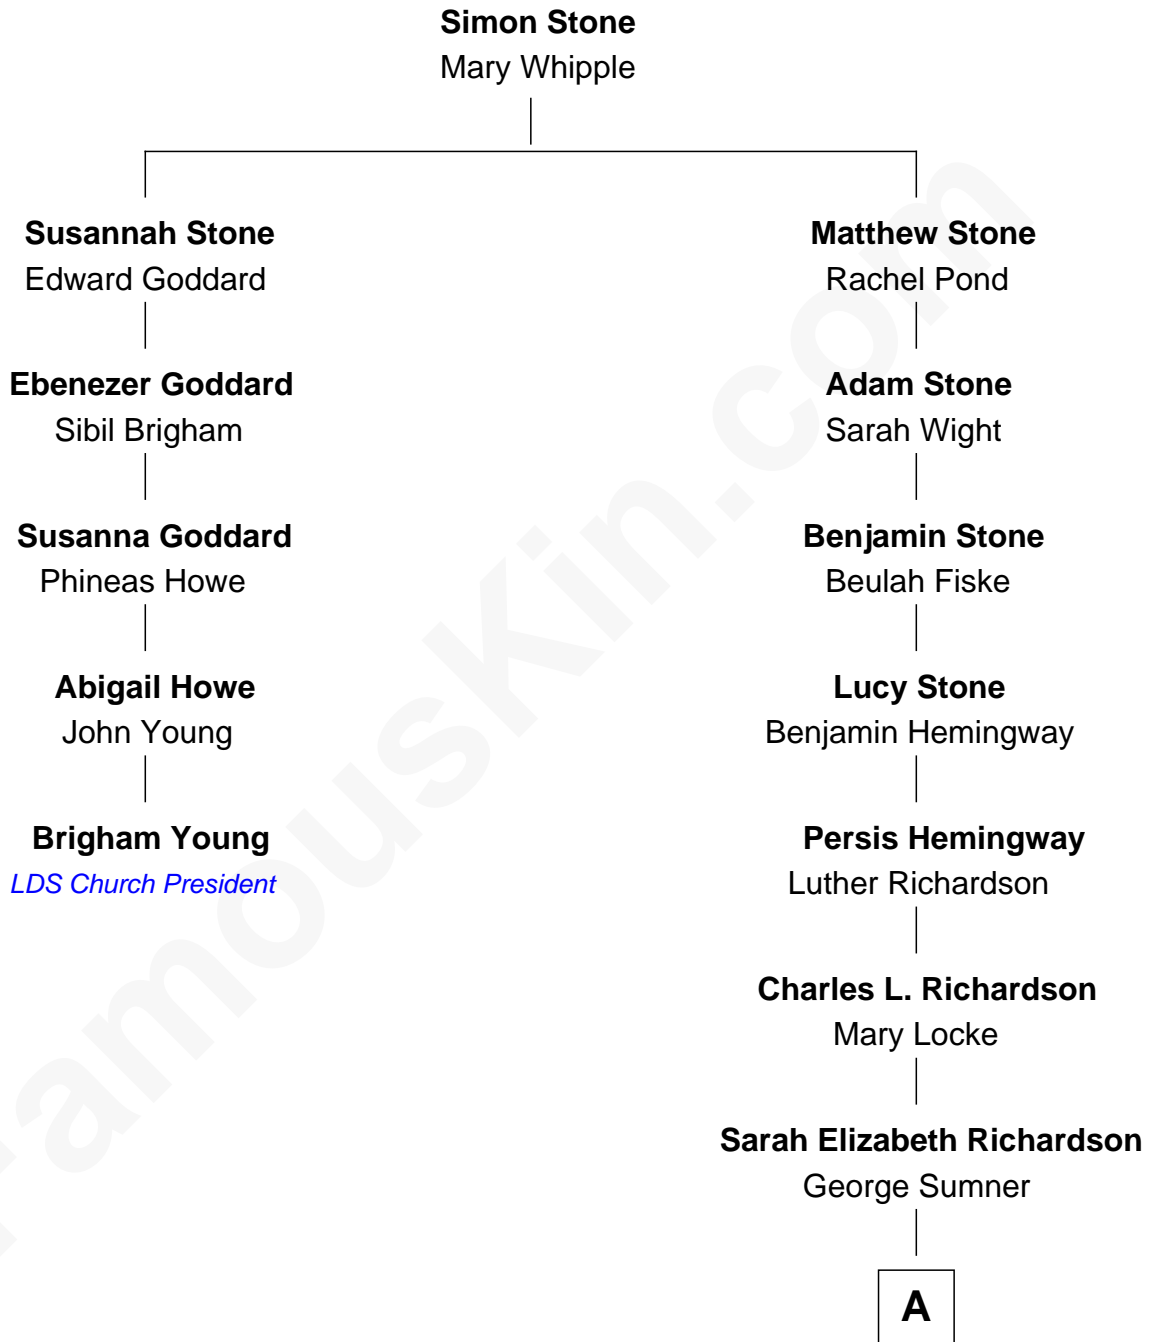 Simon Stone
Mary Whipple
Susannah Stone
Edward Goddard
Matthew Stone
Rachel Pond
Ebenezer Goddard
Sibil Brigham
Adam Stone
Sarah Wight
Susanna Goddard
Phineas Howe
Benjamin Stone
Beulah Fiske
Abigail Howe
John Young
Lucy Stone
Benjamin Hemingway
Brigham Young
LDS Church President
Persis Hemingway
Luther Richardson
Charles L. Richardson
Mary Locke
Sarah Elizabeth Richardson
George Sumner
A
FamousKin.com